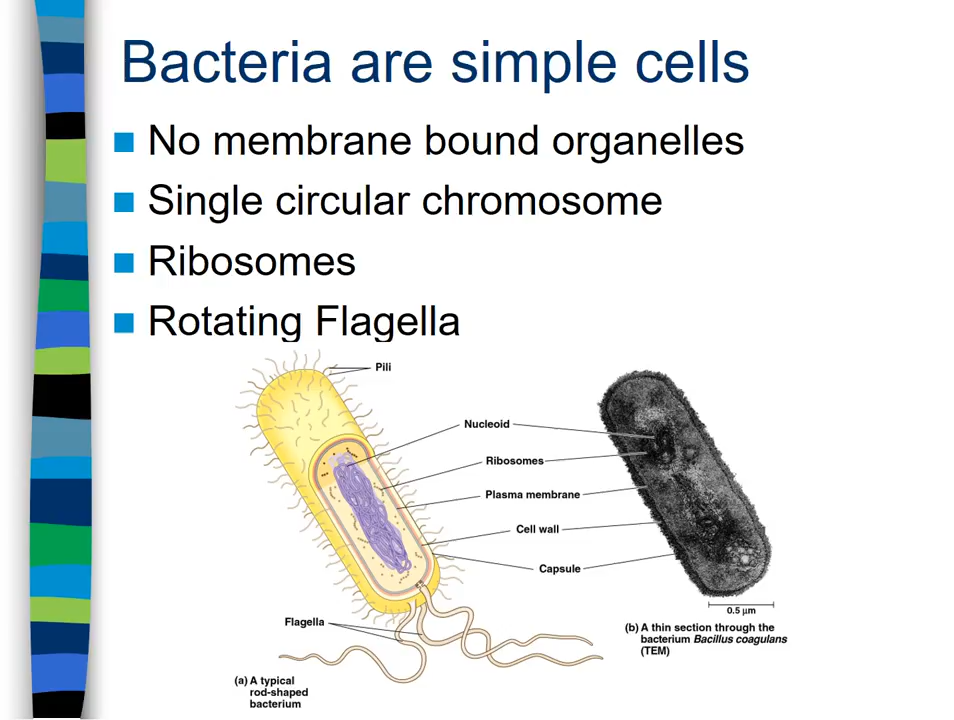 Bacteria are simple cells
No membrane bound organelles
Single circular chromosome
Ribosomes
Rotating Flagella
Pili
Nucleoid
Ribosomes
Plasma membrane
Cell wall
Capsule
Flagella
0.5 μm
(a) A typical
rod-shaped
bacterium
(b) A thin section through the
bacterium Bacillus coagulans
(TEM)